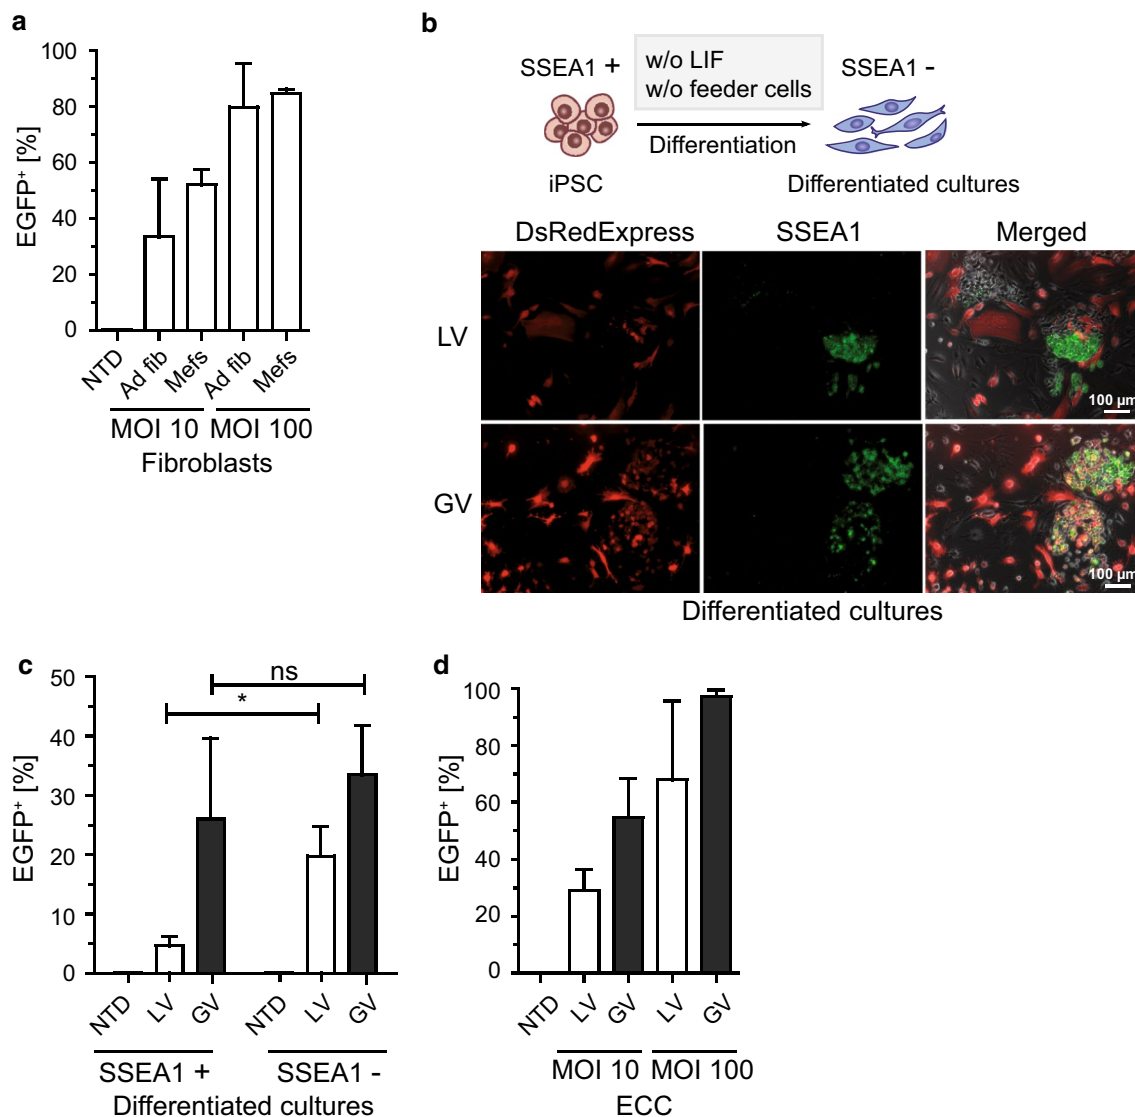 a
EGFP+ [%]
100
80
60
40
20
0
NTD
Ad fib
Mefs
Ad fib
Mefs
MOI 10
MOI 100
Fibroblasts
b
SSEA1 +
w/o LIF
w/o feeder cells
SSEA1 -
Differentiation
iPSC
Differentiated cultures
DsRedExpress
SSEA1
Merged
LV
100 µm
GV
100 µm
Differentiated cultures
c
EGFP+ [%]
50
40
30
20
10
0
ns
*
NTD
LV
GV
NTD
LV
GV
SSEA1 +
SSEA1 -
Differentiated cultures
d
EGFP+ [%]
100
80
60
40
20
0
NTD
LV
GV
LV
GV
MOI 10
MOI 100
ECC